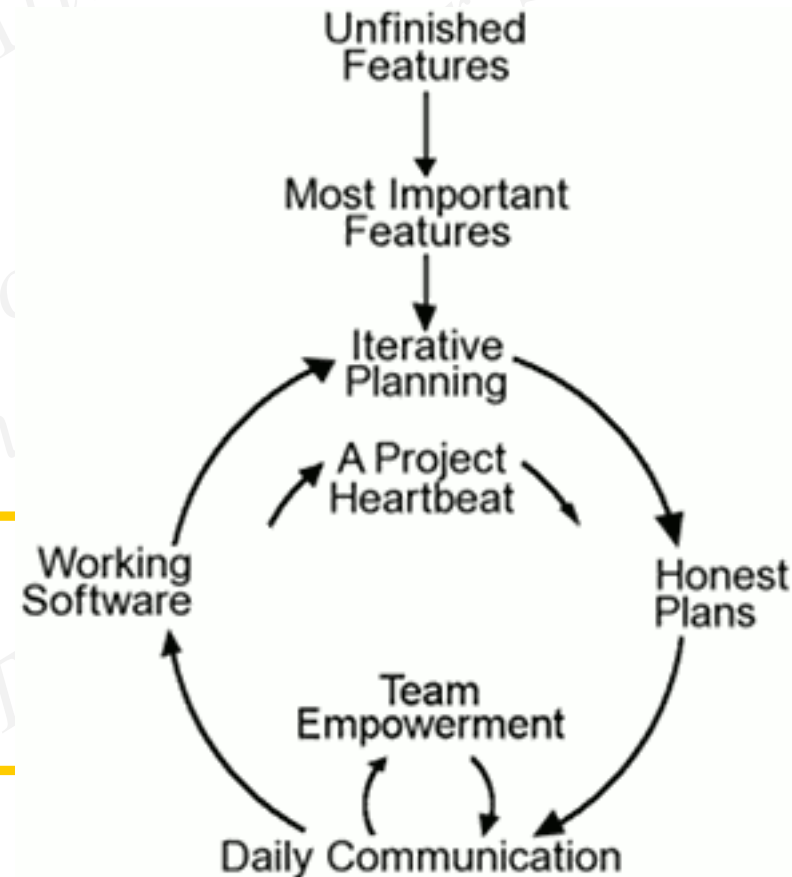 Unfinished
Features
Most Important
Features
Iterative
Planning
A Project
Heartbeat
Working
Software
Honest
Plans
Team
Empowerment
Daily Communication